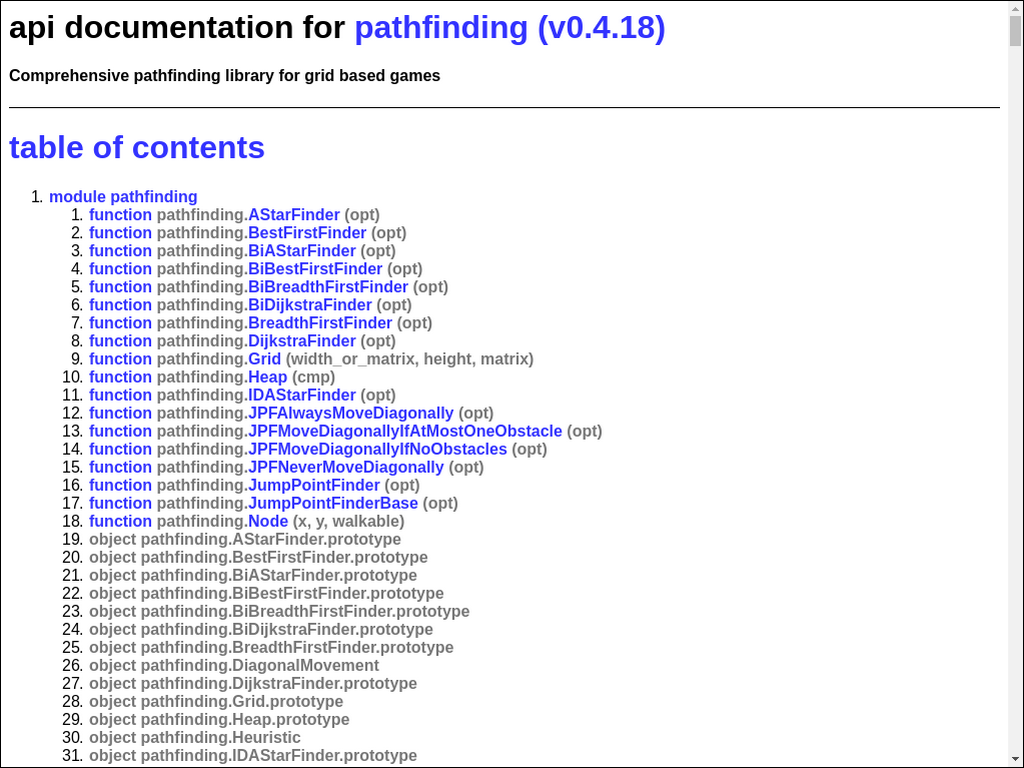 api documentation for pathfinding (v0.4.18)
Comprehensive pathfinding library for grid based games
table of contents
1. module pathfinding
1. function pathfinding.AStarFinder (opt)
2. function pathfinding.BestFirstFinder (opt)
3. function pathfinding.BiAStarFinder (opt)
4. function pathfinding.BiBestFirstFinder (opt)
5. function pathfinding.BiBreadthFirstFinder (opt)
6. function pathfinding.BiDijkstraFinder (opt)
7. function pathfinding.BreadthFirstFinder (opt)
8. function pathfinding.DijkstraFinder (opt)
9. function pathfinding.Grid (width_or_matrix, height, matrix)
10. function pathfinding.Heap (cmp)
11. function pathfinding.IDAStarFinder (opt)
12. function pathfinding.JPFAlwaysMoveDiagonally (opt)
13. function pathfinding.JPFMoveDiagonallyIfAtMostOneObstacle (opt)
14. function pathfinding.JPFMoveDiagonallyIfNoObstacles (opt)
15. function pathfinding.JPFNeverMoveDiagonally (opt)
16. function pathfinding.JumpPointFinder (opt)
17. function pathfinding.JumpPointFinderBase (opt)
18. function pathfinding.Node (x, y, walkable)
19. object pathfinding.AStarFinder.prototype
20. object pathfinding.BestFirstFinder.prototype
21. object pathfinding.BiAStarFinder.prototype
22. object pathfinding.BiBestFirstFinder.prototype
23. object pathfinding.BiBreadthFirstFinder.prototype
24. object pathfinding.BiDijkstraFinder.prototype
25. object pathfinding.BreadthFirstFinder.prototype
26. object pathfinding.DiagonalMovement
27. object pathfinding.DijkstraFinder.prototype
28. object pathfinding.Grid.prototype
29. object pathfinding.Heap.prototype
30. object pathfinding.Heuristic
31. object pathfinding.IDAStarFinder.prototype